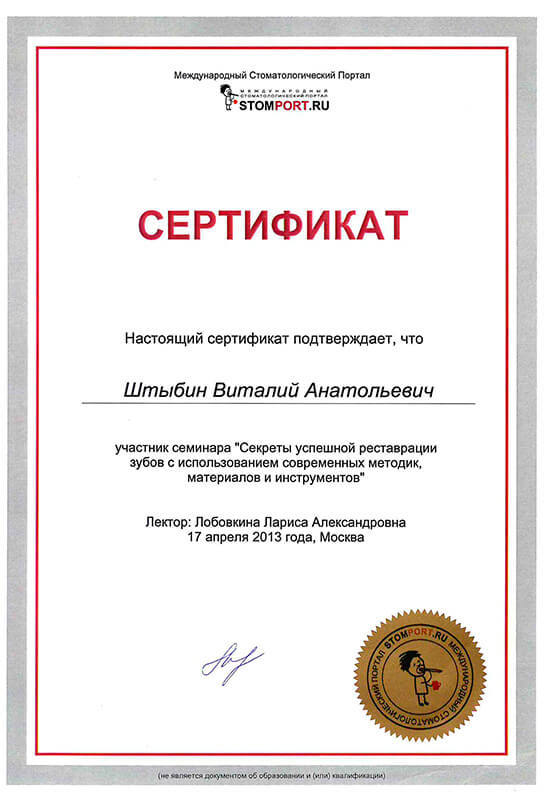 Международный Стоматологический Портал
МЕЖДУНАРОДНЫЙ
СТОМАТОЛОГИЧЕСКИЙ ПОРТАЛ
STOMPORT.RU
СЕРТИФИКАТ
Настоящий сертификат подтверждает, что
Штыбин Виталий Анатольевич
участник семинара "Секреты успешной реставрации
зубов с использованием современных методик,
материалов и инструментов"
Лектор: Лобовкина Лариса Александровна
17 апреля 2013 года, Москва
STOMPORT.RU МЕЖДУНАРОДНЫЙ СТОМАТОЛОГИЧЕСКИЙ ПОРТАЛ
(не является документом об образовании и (или) квалификации)